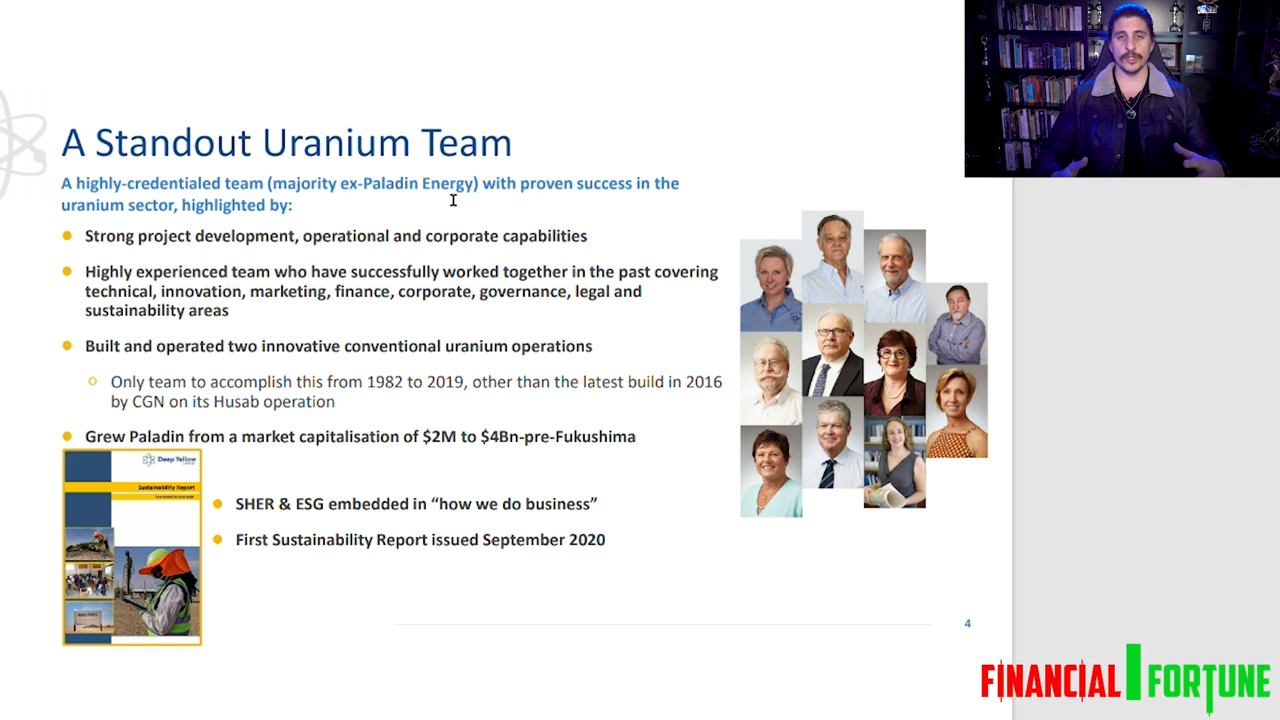 A Standout Uranium Team
A highly-credentialed team (majority ex-Paladin Energy) with proven success in the
uranium sector, highlighted by:
Strong project development, operational and corporate capabilities
Highly experienced team who have successfully worked together in the past covering
technical, innovation, marketing, finance, corporate, governance, legal and
sustainability areas
Built and operated two innovative conventional uranium operations
Only team to accomplish this from 1982 to 2019, other than the latest build in 2016
by CGN on its Husab operation
Grew Paladin from a market capitalisation of $2M to $4Bn-pre-Fukushima
Deep Yellow
Sustainability Report
SHER & ESG embedded in “how we do business”
First Sustainability Report issued September 2020
4
FINANCIAL FORTUNE